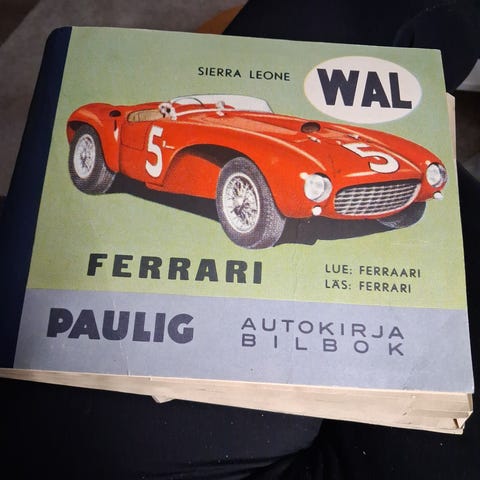 SIERRA LEONE
WAL
5
5
FERRARI
LUE: FERRAARI
LÄS: FERRARI
PAULIG
AUTOKIRJA
BILBOK